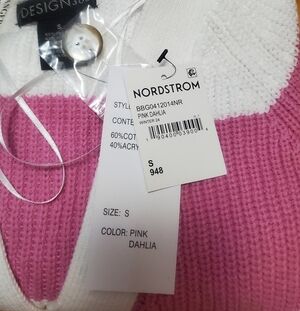 DESIGN
S
STYL
CONTE
60%COT
40%ACRY
SIZE: S
COLOR: PINK
DAHLIA
NORDSTROM
BBG0412014NR
PINK DAHLIA
WINTER 24
S
948